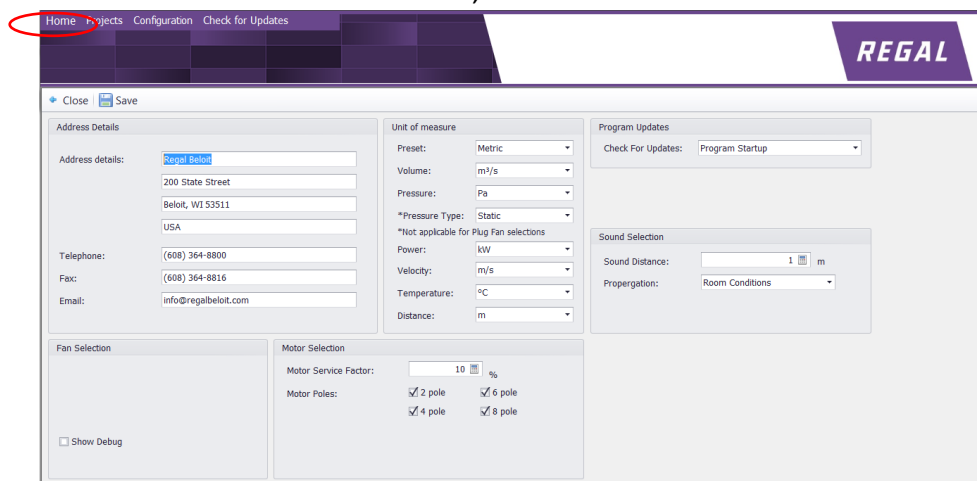 Home Projects Configuration Check for Updates
REGAL
Close Save
Address Details
Address details: Regal Beloit
200 State Street
Beloit, WI 53511
USA
Telephone: (608) 364-8800
Fax: (608) 364-8816
Email: info@regalbeloit.com
Unit of measure
Preset: Metric
Volume: m³/s
Pressure: Pa
*Pressure Type: Static
*Not applicable for Plug Fan selections
Power: kW
Velocity: m/s
Temperature: °C
Distance: m
Program Updates
Check For Updates: Program Startup
Sound Selection
Sound Distance: 1 m
Propergation: Room Conditions
Fan Selection
Show Debug
Motor Selection
Motor Service Factor: 10 %
Motor Poles: 2 pole 6 pole
4 pole 8 pole